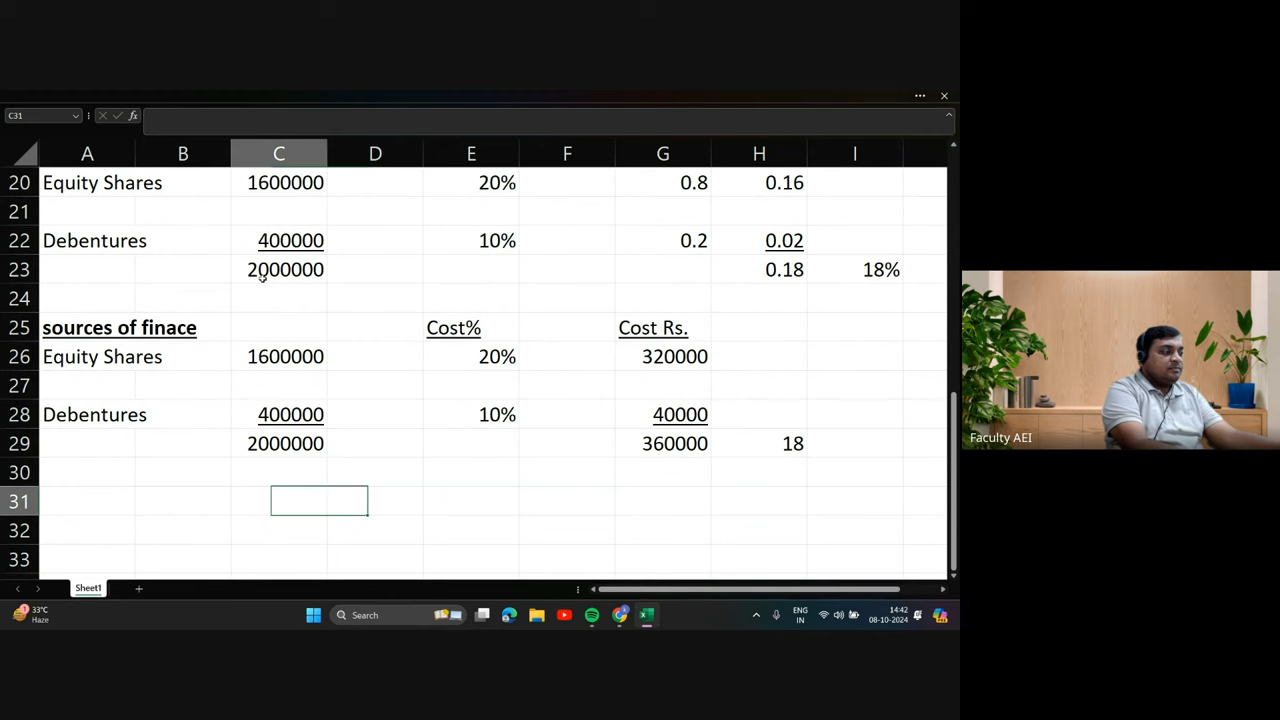 C31
fx
A B C D E F G H I
20 Equity Shares 1600000 20% 0.8 0.16
21
22 Debentures 400000 10% 0.2 0.02
23 2000000 0.18 18%
24
25 sources of finace Cost% Cost Rs.
26 Equity Shares 1600000 20% 320000
27
28 Debentures 400000 10% 40000
29 2000000 360000 18
30
31
32
33
Faculty AEI
Sheet1
33°C
Haze
Search
ENG
IN
14:42
08-10-2024